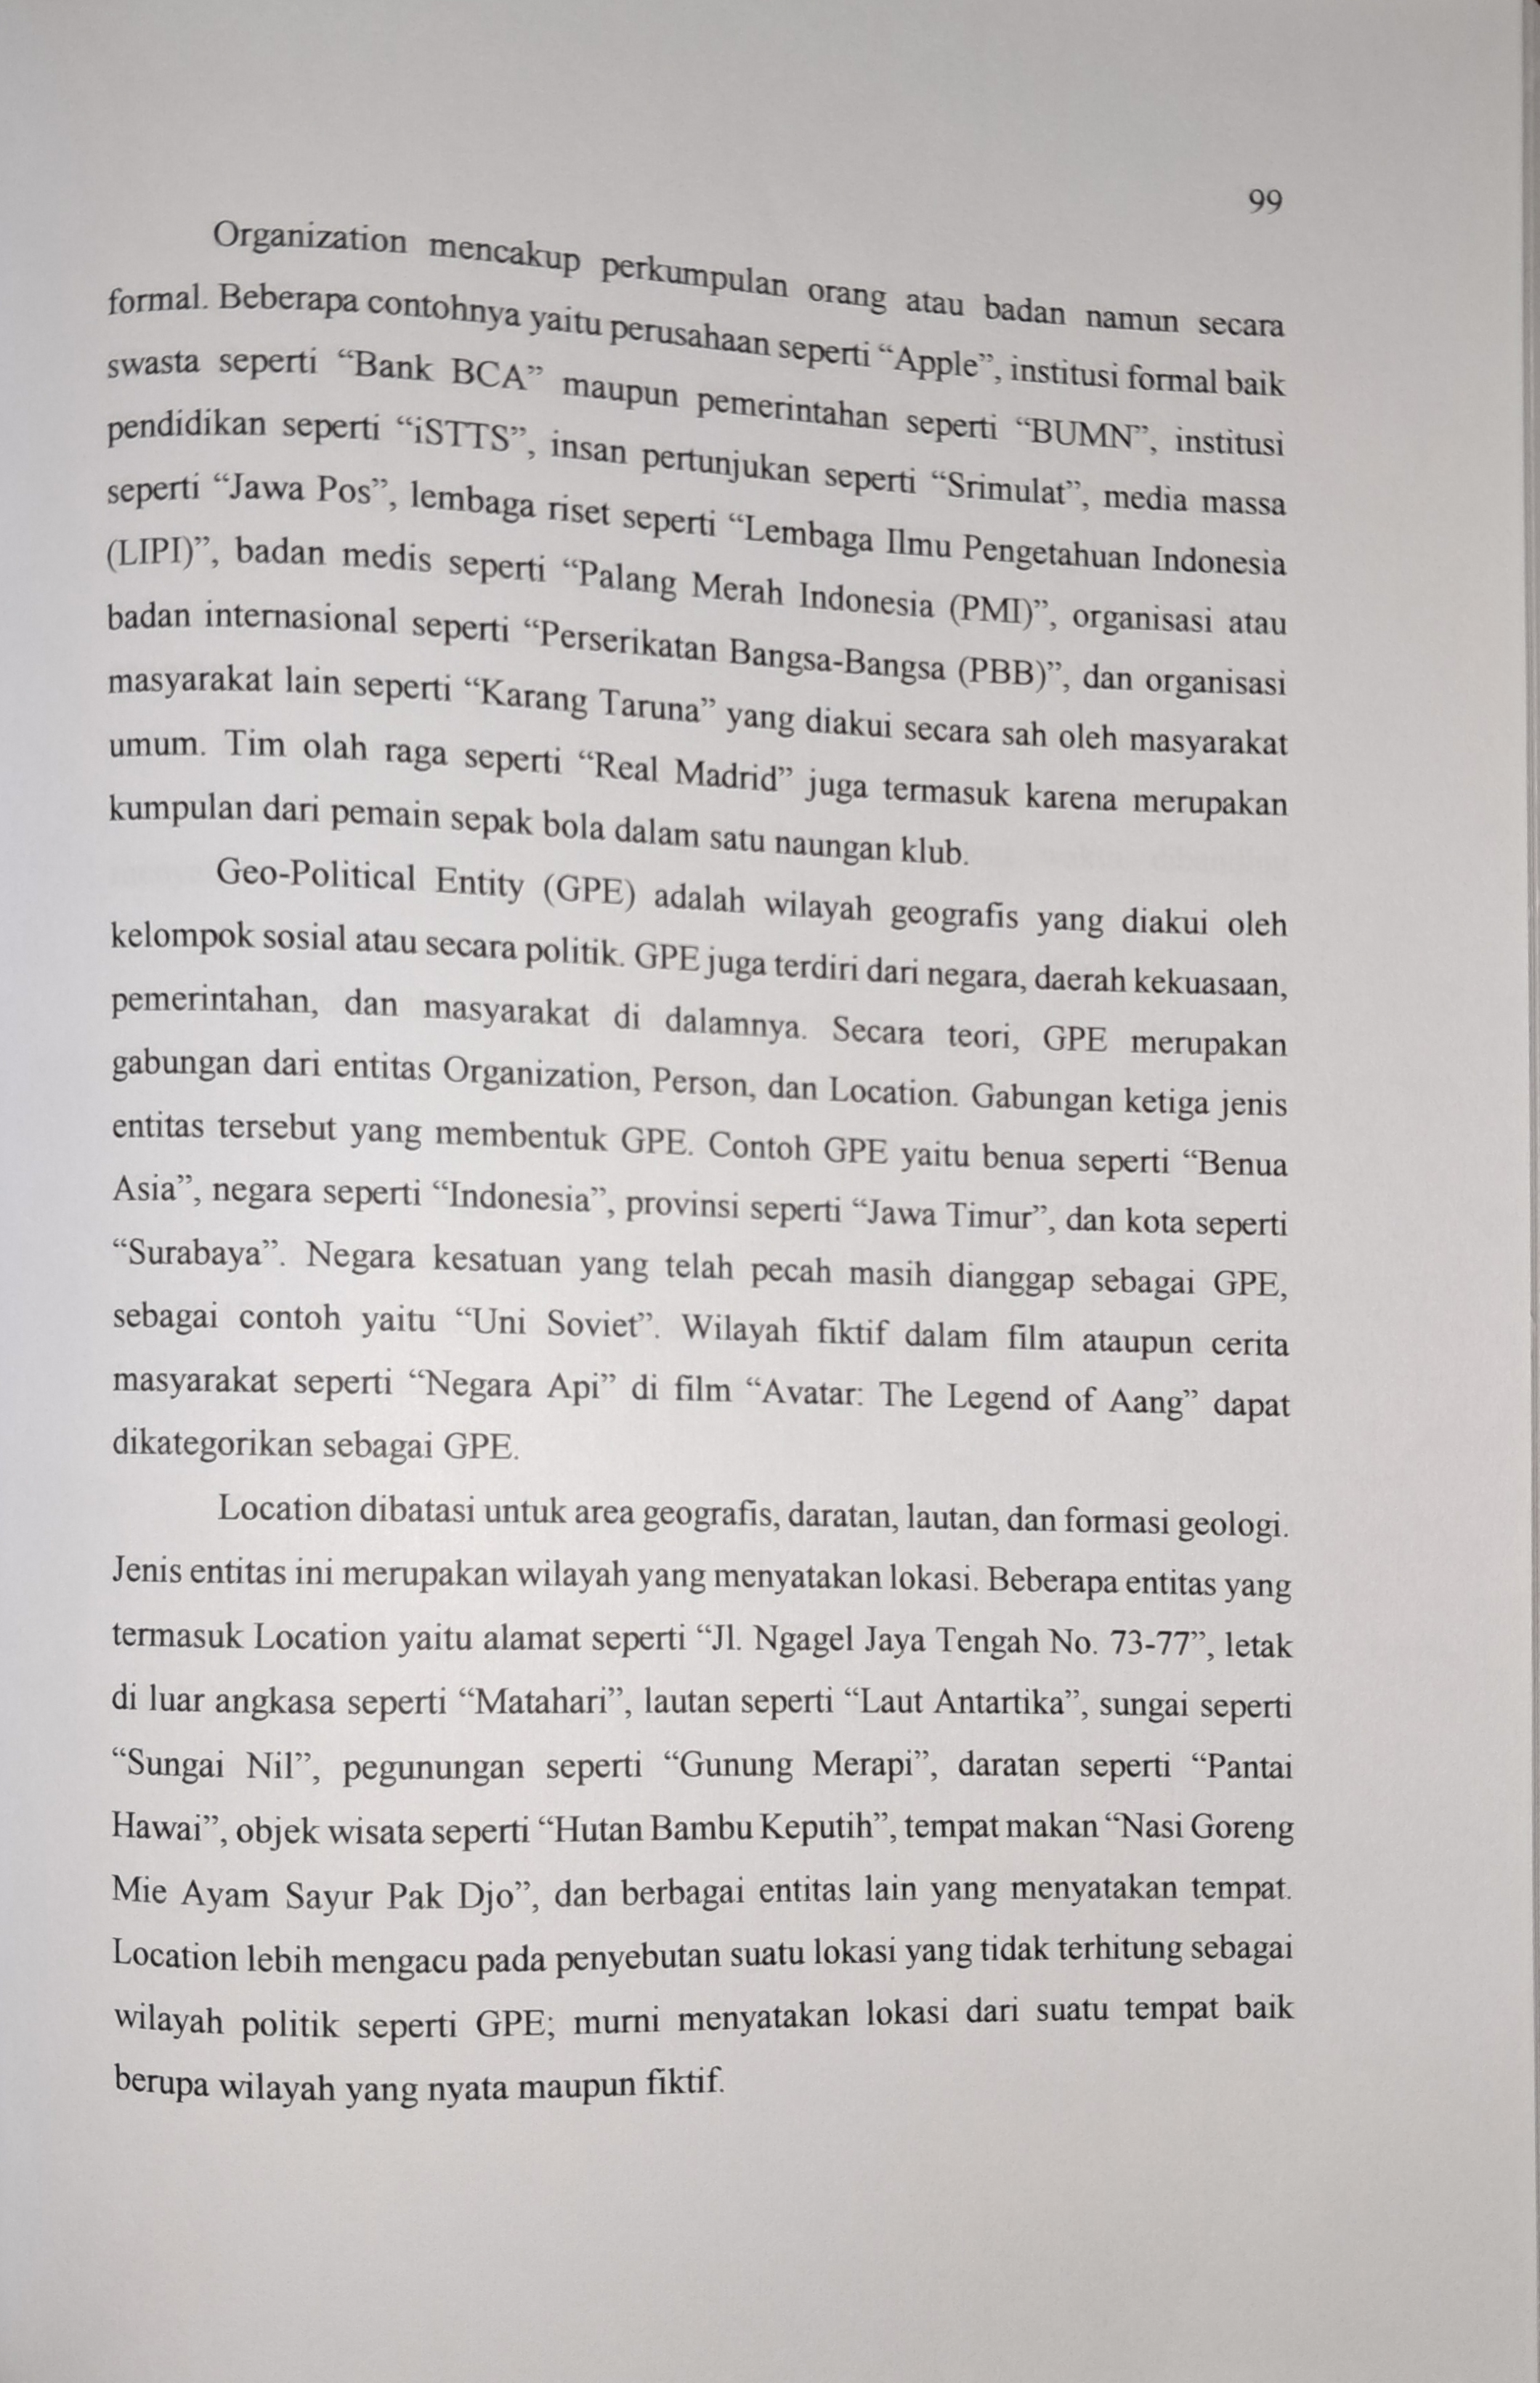 99
Organization mencakup perkumpulan orang atau badan namun secara
formal. Beberapa contohnya yaitu perusahaan seperti “Apple”, institusi formal baik
swasta seperti “Bank BCA” maupun pemerintahan seperti “BUMN”, institusi
pendidikan seperti “iSTTS”, insan pertunjukan seperti “Srimulat”, media massa
seperti “Jawa Pos”, lembaga riset seperti “Lembaga Ilmu Pengetahuan Indonesia
(LIPI)”, badan medis seperti “Palang Merah Indonesia (PMI)”, organisasi atau
badan internasional seperti “Perserikatan Bangsa-Bangsa (PBB)”, dan organisasi
masyarakat lain seperti “Karang Taruna” yang diakui secara sah oleh masyarakat
umum. Tim olah raga seperti “Real Madrid” juga termasuk karena merupakan
kumpulan dari pemain sepak bola dalam satu naungan klub.
Geo-Political Entity (GPE) adalah wilayah geografis yang diakui oleh
kelompok sosial atau secara politik. GPE juga terdiri dari negara, daerah kekuasaan,
pemerintahan, dan masyarakat di dalamnya. Secara teori, GPE merupakan
gabungan dari entitas Organization, Person, dan Location. Gabungan ketiga jenis
entitas tersebut yang membentuk GPE. Contoh GPE yaitu benua seperti “Benua
Asia”, negara seperti “Indonesia”, provinsi seperti “Jawa Timur”, dan kota seperti
“Surabaya”. Negara kesatuan yang telah pecah masih dianggap sebagai GPE,
sebagai contoh yaitu “Uni Soviet”. Wilayah fiktif dalam film ataupun cerita
masyarakat seperti “Negara Api” di film “Avatar: The Legend of Aang” dapat
dikategorikan sebagai GPE.
Location dibatasi untuk area geografis, daratan, lautan, dan formasi geologi.
Jenis entitas ini merupakan wilayah yang menyatakan lokasi. Beberapa entitas yang
termasuk Location yaitu alamat seperti “Jl. Ngagel Jaya Tengah No. 73-77”, letak
di luar angkasa seperti “Matahari”, lautan seperti “Laut Antartika”, sungai seperti
“Sungai Nil”, pegunungan seperti “Gunung Merapi”, daratan seperti “Pantai
Hawai”, objek wisata seperti “Hutan Bambu Keputih”, tempat makan “Nasi Goreng
Mie Ayam Sayur Pak Djo”, dan berbagai entitas lain yang menyatakan tempat.
Location lebih mengacu pada penyebutan suatu lokasi yang tidak terhitung sebagai
wilayah politik seperti GPE; murni menyatakan lokasi dari suatu tempat baik
berupa wilayah yang nyata maupun fiktif.